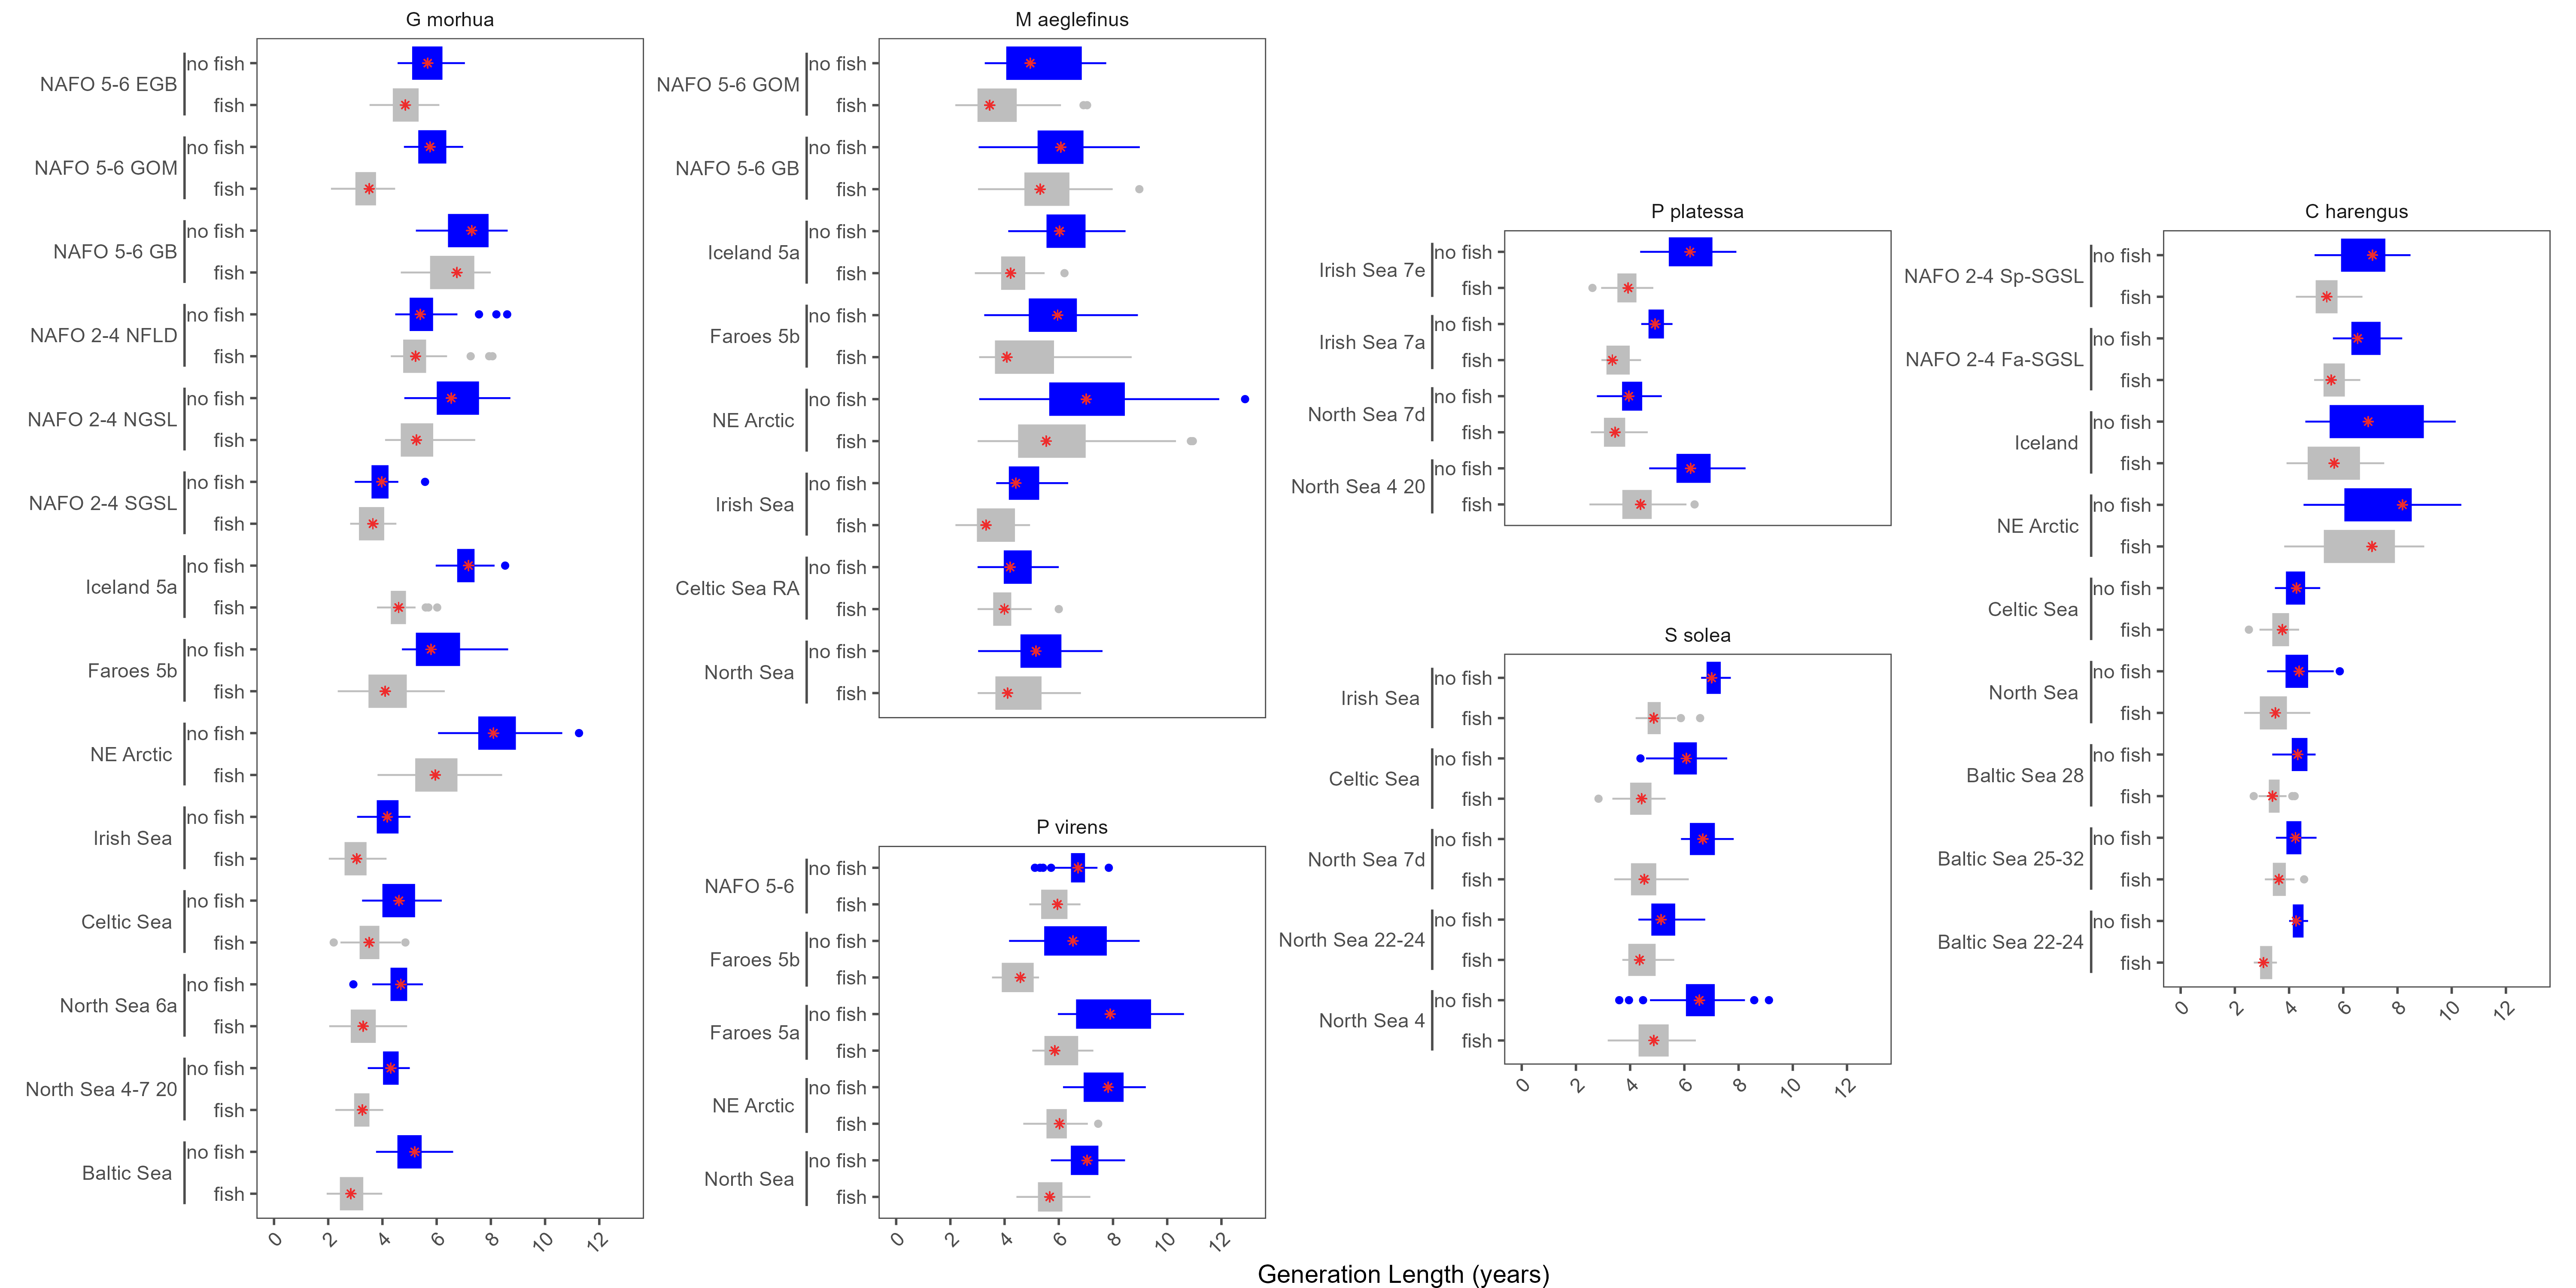 G morhua
NAFO 5-6 EGB
no fish
fish
NAFO 5-6 GOM
no fish
fish
NAFO 5-6 GB
no fish
fish
NAFO 2-4 NFLD
no fish
fish
NAFO 2-4 NGSL
no fish
fish
NAFO 2-4 SGSL
no fish
fish
Iceland 5a
no fish
fish
Faroes 5b
no fish
fish
NE Arctic
no fish
fish
Irish Sea
no fish
fish
Celtic Sea
no fish
fish
North Sea 6a
no fish
fish
North Sea 4-7 20
no fish
fish
Baltic Sea
no fish
fish
0 2 4 6 8 10 12
M aeglefinus
NAFO 5-6 GOM
no fish
fish
NAFO 5-6 GB
no fish
fish
Iceland 5a
no fish
fish
Faroes 5b
no fish
fish
NE Arctic
no fish
fish
Irish Sea
no fish
fish
Celtic Sea RA
no fish
fish
North Sea
no fish
fish
P virens
NAFO 5-6
no fish
fish
Faroes 5b
no fish
fish
Faroes 5a
no fish
fish
NE Arctic
no fish
fish
North Sea
no fish
fish
0 2 4 6 8 10 12
P platessa
Irish Sea 7e
no fish
fish
Irish Sea 7a
no fish
fish
North Sea 7d
no fish
fish
North Sea 4 20
no fish
fish
S solea
Irish Sea
no fish
fish
Celtic Sea
no fish
fish
North Sea 7d
no fish
fish
North Sea 22-24
no fish
fish
North Sea 4
no fish
fish
0 2 4 6 8 10 12
C harengus
NAFO 2-4 Sp-SGSL
no fish
fish
NAFO 2-4 Fa-SGSL
no fish
fish
Iceland
no fish
fish
NE Arctic
no fish
fish
Celtic Sea
no fish
fish
North Sea
no fish
fish
Baltic Sea 28
no fish
fish
Baltic Sea 25-32
no fish
fish
Baltic Sea 22-24
no fish
fish
0 2 4 6 8 10 12
Generation Length (years)